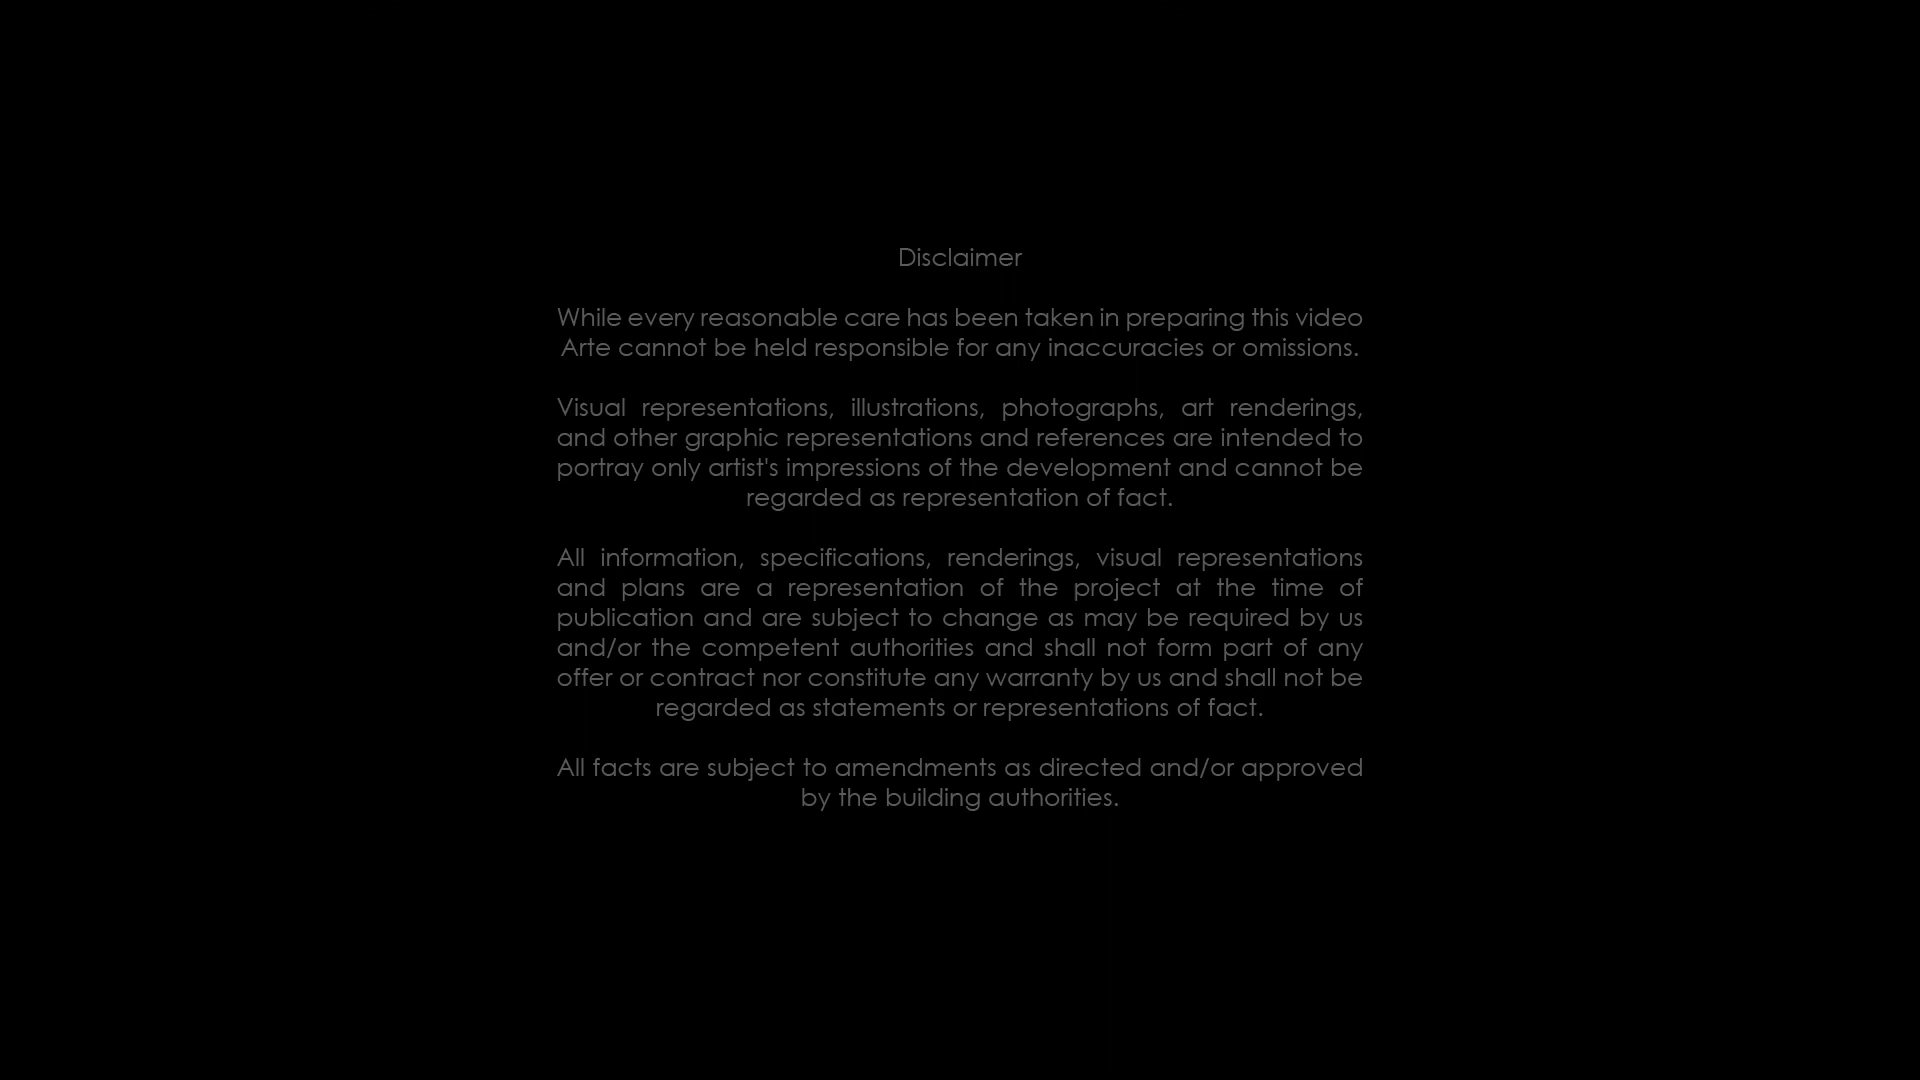 Disclaimer
While every reasonable care has been taken in preparing this video
Arte cannot be held responsible for any inaccuracies or omissions.
Visual representations, illustrations, photographs, art renderings,
and other graphic representations and references are intended to
portray only artist's impressions of the development and cannot be
regarded as representation of fact.
All information, specifications, renderings, visual representations
and plans are a representation of the project at the time of
publication and are subject to change as may be required by us
and/or the competent authorities and shall not form part of any
offer or contract nor constitute any warranty by us and shall not be
regarded as statements or representations of fact.
All facts are subject to amendments as directed and/or approved
by the building authorities.